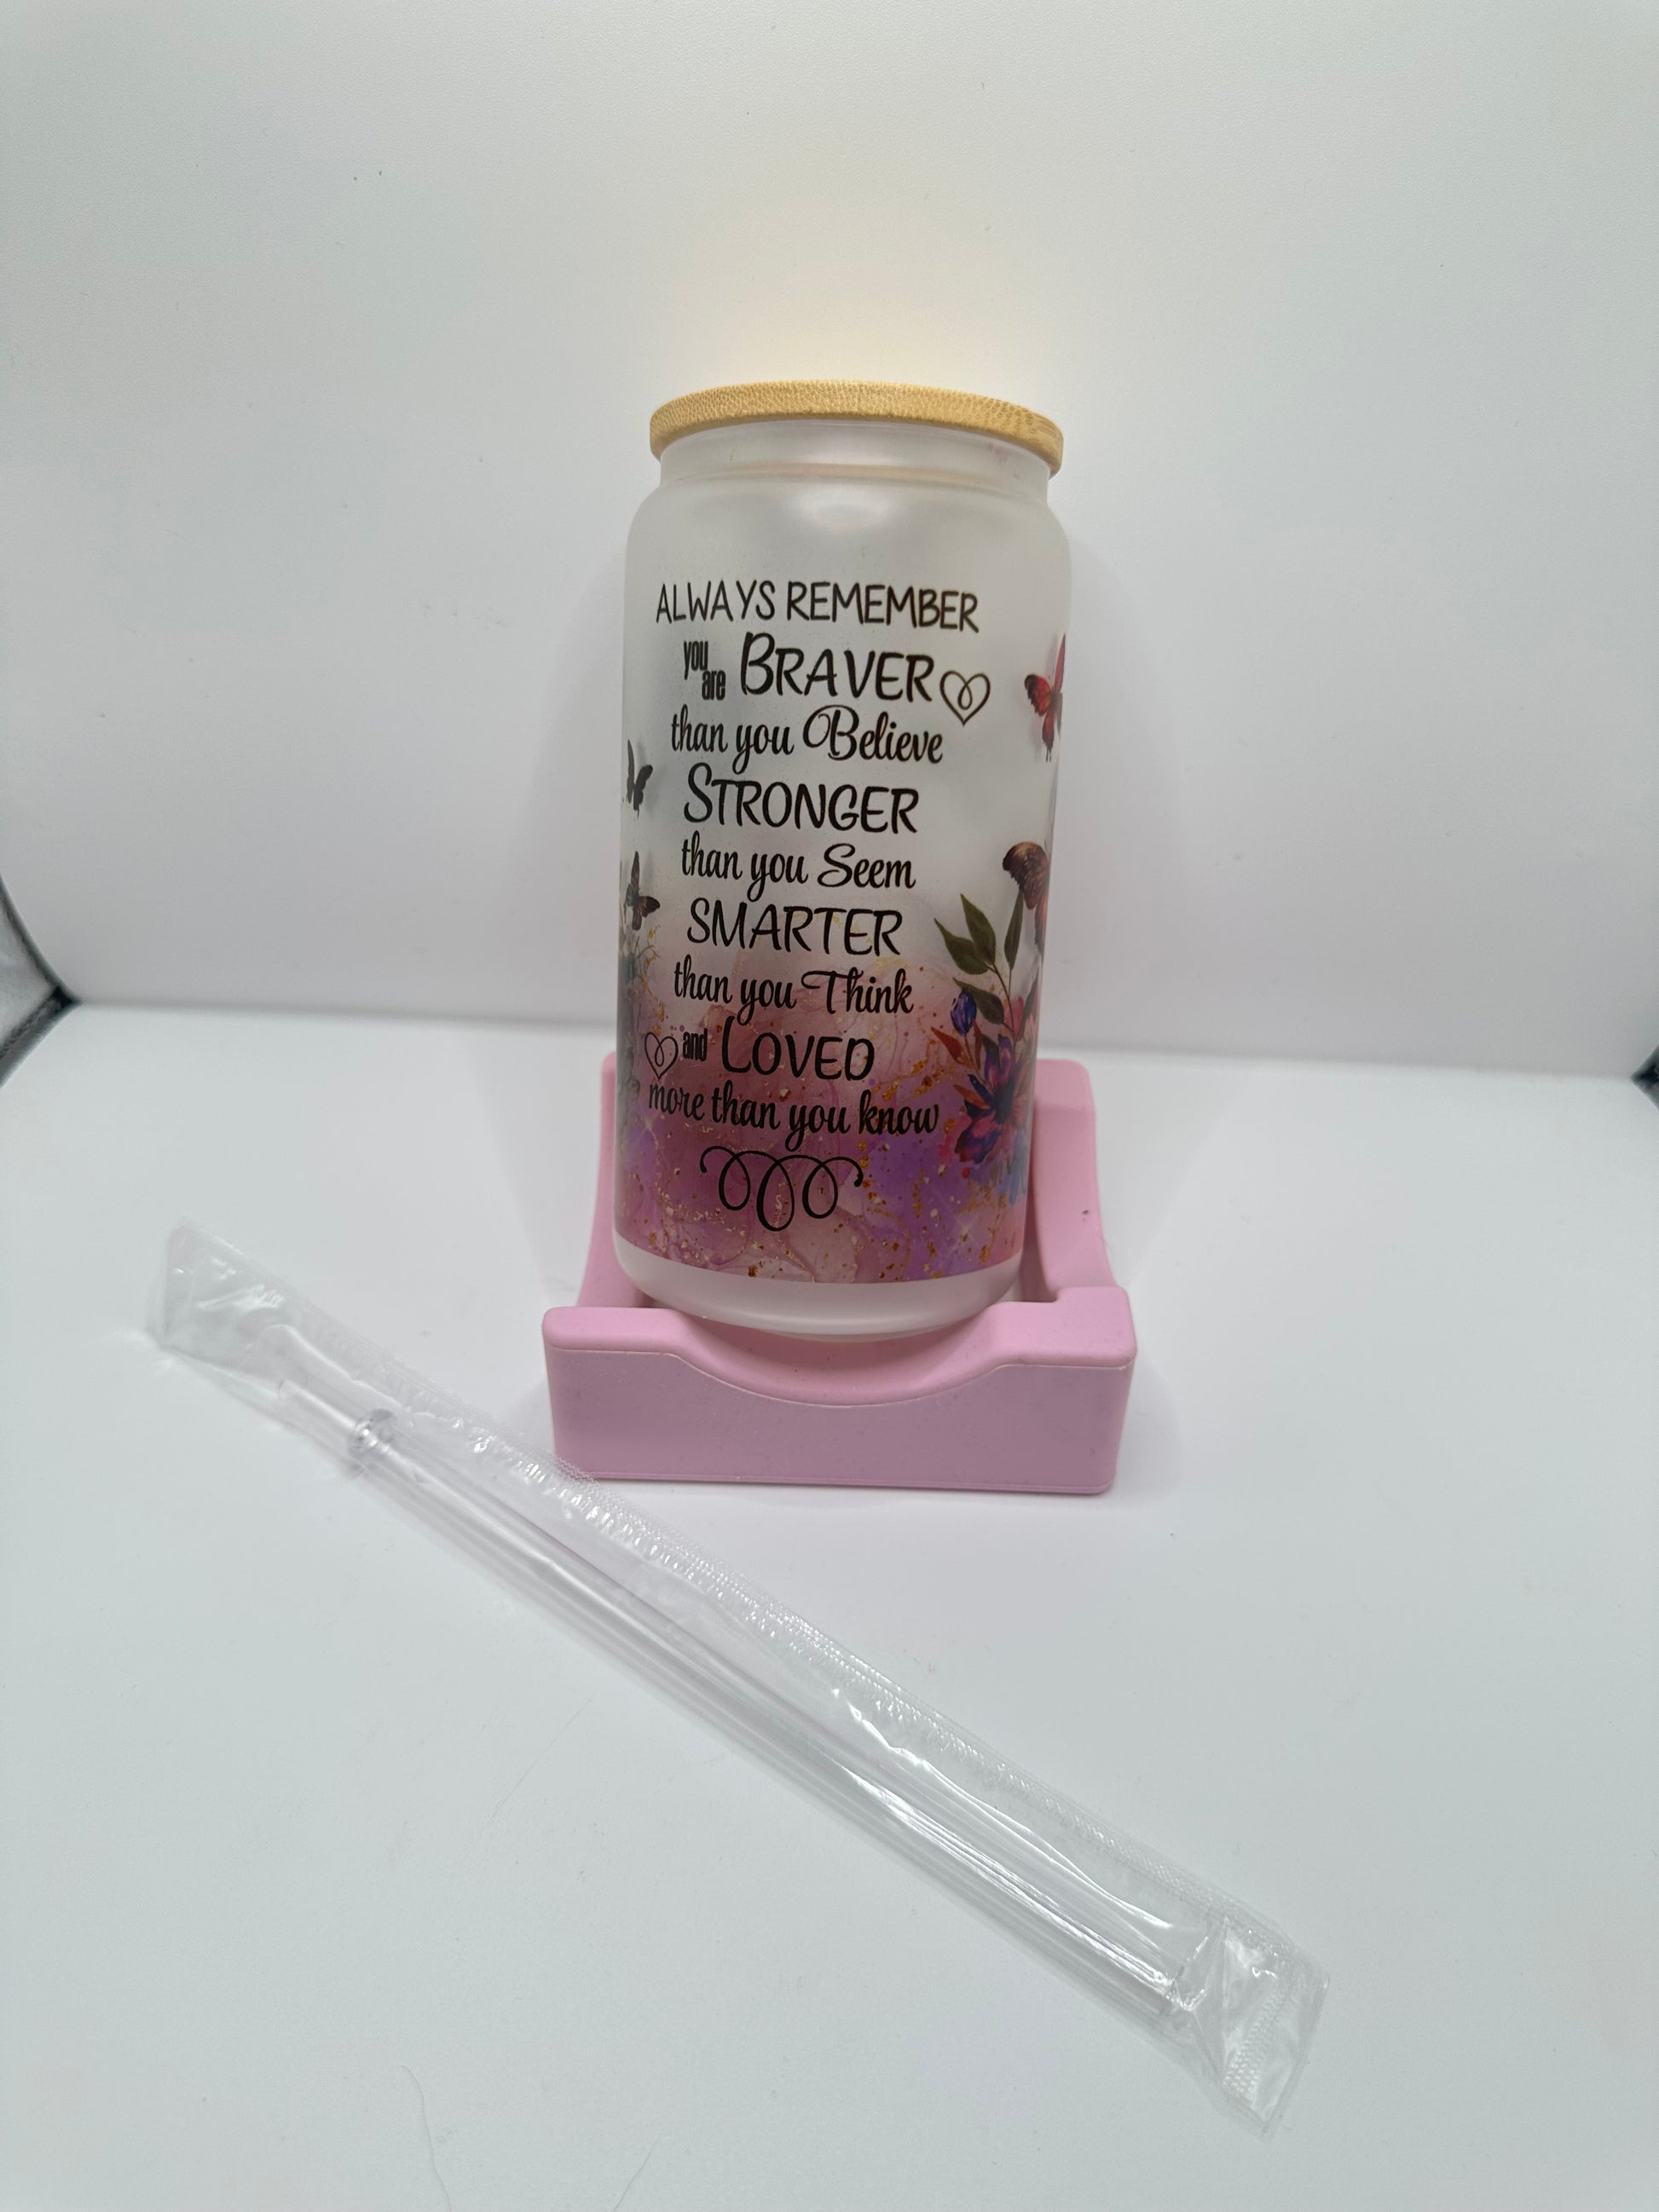 ALWAYS REMEMBER
you are BRAVER
than you Believe
STRONGER
than you Seem
SMARTER
than you Think
and LOVED
more than you know